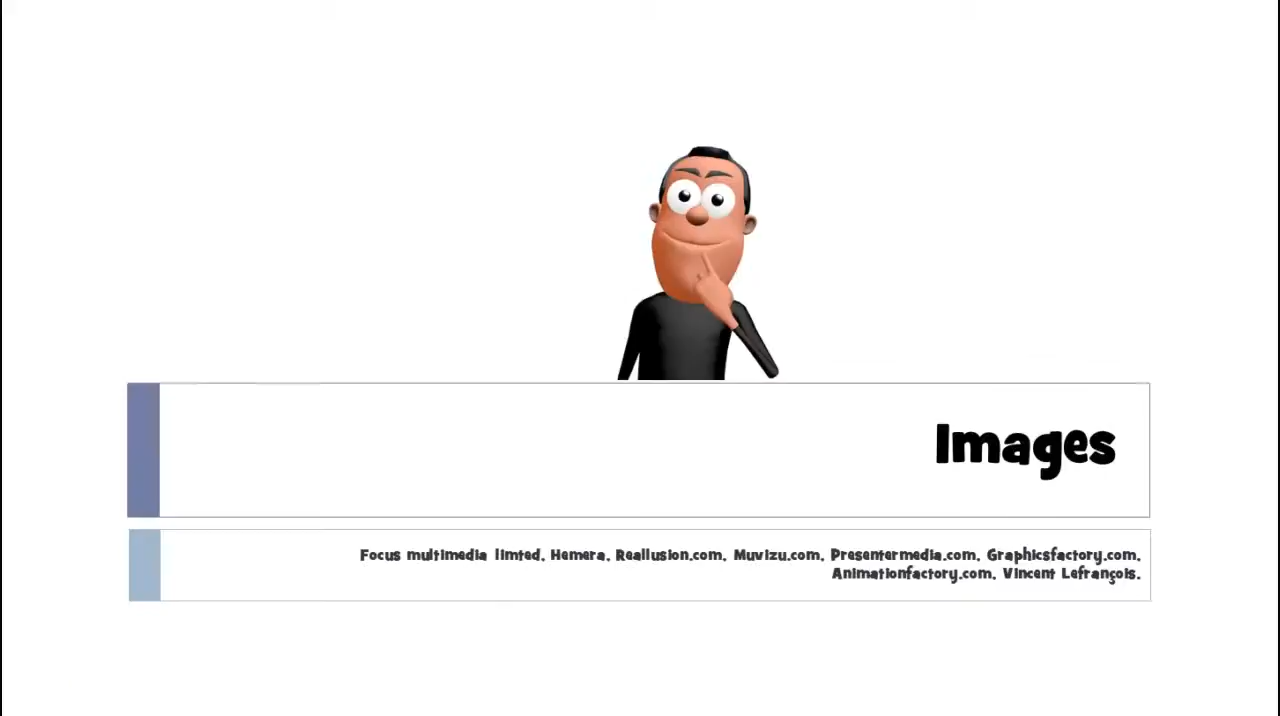 Images
Focus multimedia limted, Hemera, Reallusion.com, Muvizu.com, Presentermedia.com, Graphicsfactory.com,
Animationfactory.com, Vincent Lefrançois.